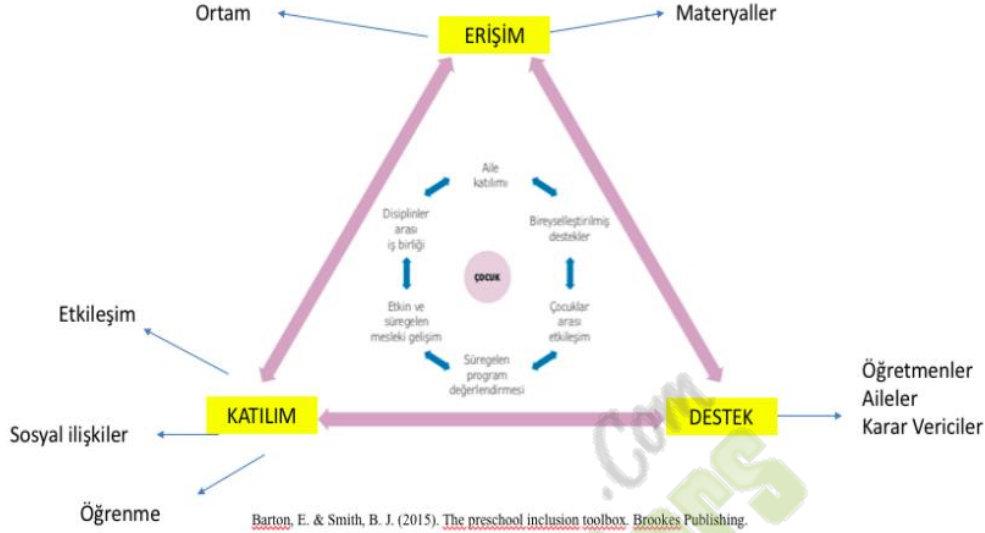 Ortam
ERİŞİM
Materyaller
Aile
katılımı
Disiplinler
arası
iş birliği
Bireyselleştirilmiş
destekler
ÇOCUK
Etkin ve
süregelen
mesleki gelişim
Çocuklar
arası
etkileşim
Süregelen
program
değerlendirmesi
Etkileşim
KATILIM
DESTEK
Öğretmenler
Aileler
Karar Vericiler
Sosyal ilişkiler
Öğrenme
Barton, E. & Smith, B. J. (2015). The preschool inclusion toolbox. Brookes Publishing.
.Com